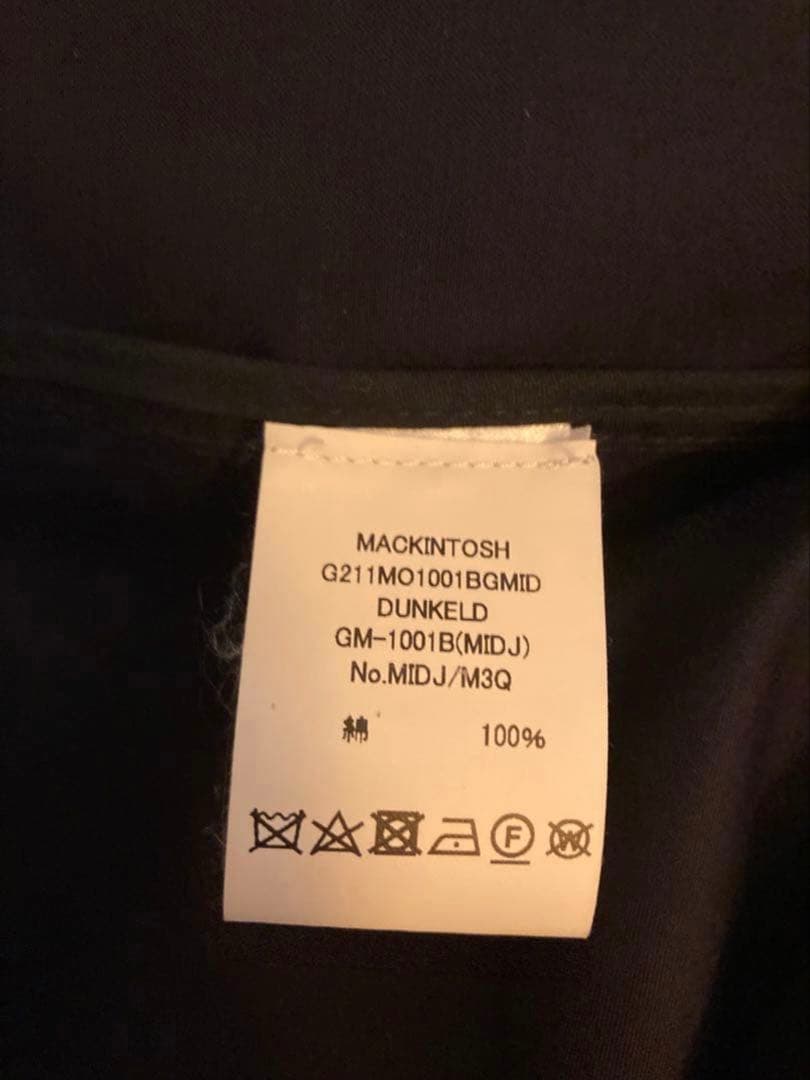 MACKINTOSH
G211MO1001BGMID
DUNKELD
GM-1001B(MIDJ)
No.MIDJ/M3Q
綿 100%
F W